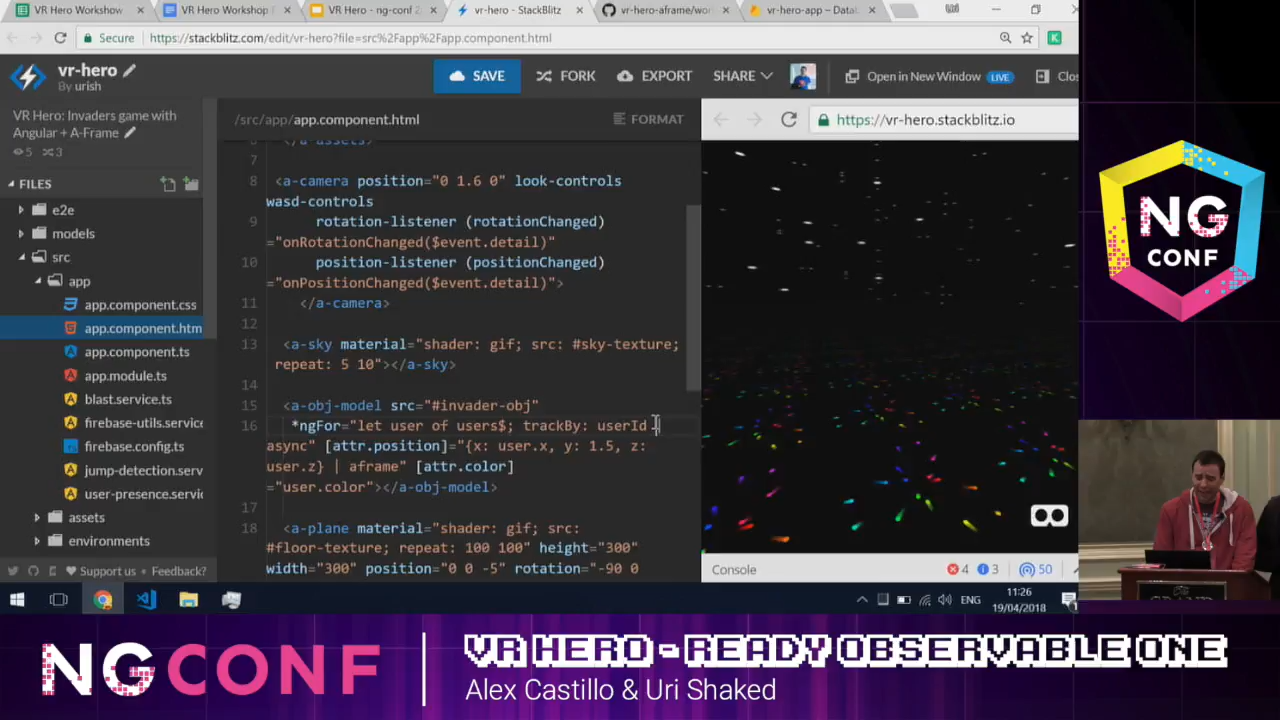 VR Hero Workshow
VR Hero Workshop
VR Hero - ng-conf 2
vr-hero - StackBlitz
vr-hero-aframe/wor
vr-hero-app – Data
Secure
https://stackblitz.com/edit/vr-hero?file=src%2Fapp%2Fapp.component.html
vr-hero
By urish
SAVE
FORK
EXPORT
SHARE
Open in New Window
LIVE
Clos
VR Hero: Invaders game with
Angular + A-Frame
5
3
FILES
e2e
models
src
app
app.component.css
app.component.htm
app.component.ts
app.module.ts
blast.service.ts
firebase-utils.service
firebase.config.ts
jump-detection.serv
user-presence.servic
assets
environments
Support us
Feedback?
/src/app/app.component.html
FORMAT
6 </a-assets>
7
8 <a-camera position="0 1.6 0" look-controls
wasd-controls
9 rotation-listener (rotationChanged)
="onRotationChanged($event.detail)"
10 position-listener (positionChanged)
="onPositionChanged($event.detail)">
11 </a-camera>
12
13 <a-sky material="shader: gif; src: #sky-texture;
repeat: 5 10"></a-sky>
14
15 <a-obj-model src="#invader-obj"
16 *ngFor="let user of users$; trackBy: userId |
async" [attr.position]="{x: user.x, y: 1.5, z:
user.z} | aframe" [attr.color]
="user.color"></a-obj-model>
17
18 <a-plane material="shader: gif; src:
#floor-texture; repeat: 100 100" height="300"
width="300" position="0 0 -5" rotation="-90 0
https://vr-hero.stackblitz.io
Console
4
3
50
ENG
11:26
19/04/2018
NG
CONF
NGCONF
VR HERO - READY OBSERVABLE ONE
Alex Castillo & Uri Shaked